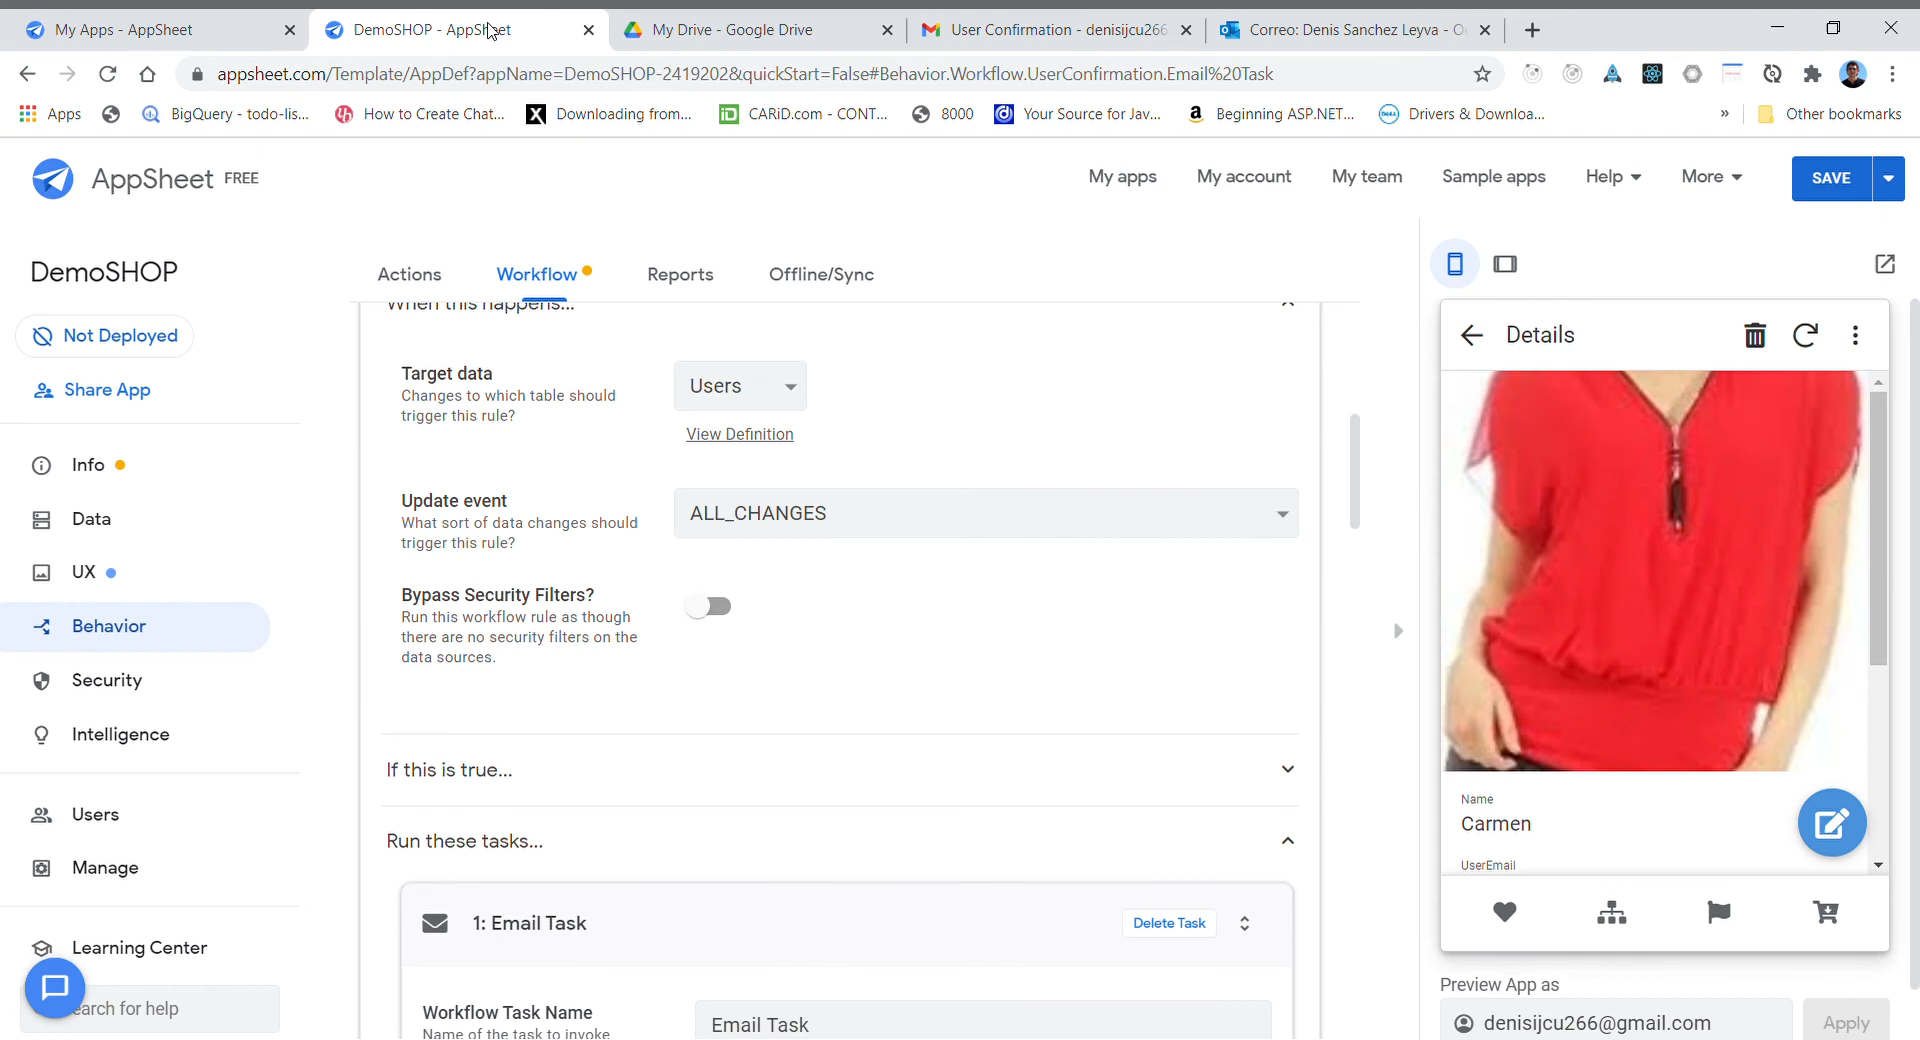 My Apps - AppSheet
DemoSHOP - AppSheet
My Drive - Google Drive
User Confirmation - denisijcu266
Correo: Denis Sanchez Leyva - Ou
appsheet.com/Template/AppDef?appName=DemoSHOP-2419202&quickStart=False#Behavior.Workflow.UserConfirmation.Email%20Task
Apps
BigQuery - todo-lis...
How to Create Chat...
Downloading from...
CARiD.com - CONT...
8000
Your Source for Jav...
Beginning ASP.NET...
Drivers & Downloa...
»
Other bookmarks
AppSheet FREE
My apps
My account
My team
Sample apps
Help
More
SAVE
DemoSHOP
Not Deployed
Share App
Info
Data
UX
Behavior
Security
Intelligence
Users
Manage
Learning Center
earch for help
Actions
Workflow
Reports
Offline/Sync
When this happens...
Target data
Changes to which table should
trigger this rule?
Users
View Definition
Update event
What sort of data changes should
trigger this rule?
ALL_CHANGES
Bypass Security Filters?
Run this workflow rule as though
there are no security filters on the
data sources.
If this is true...
Run these tasks...
1: Email Task
Delete Task
Workflow Task Name
Name of the task to invoke
Email Task
Details
Name
Carmen
UserEmail
Preview App as
denisijcu266@gmail.com
Apply